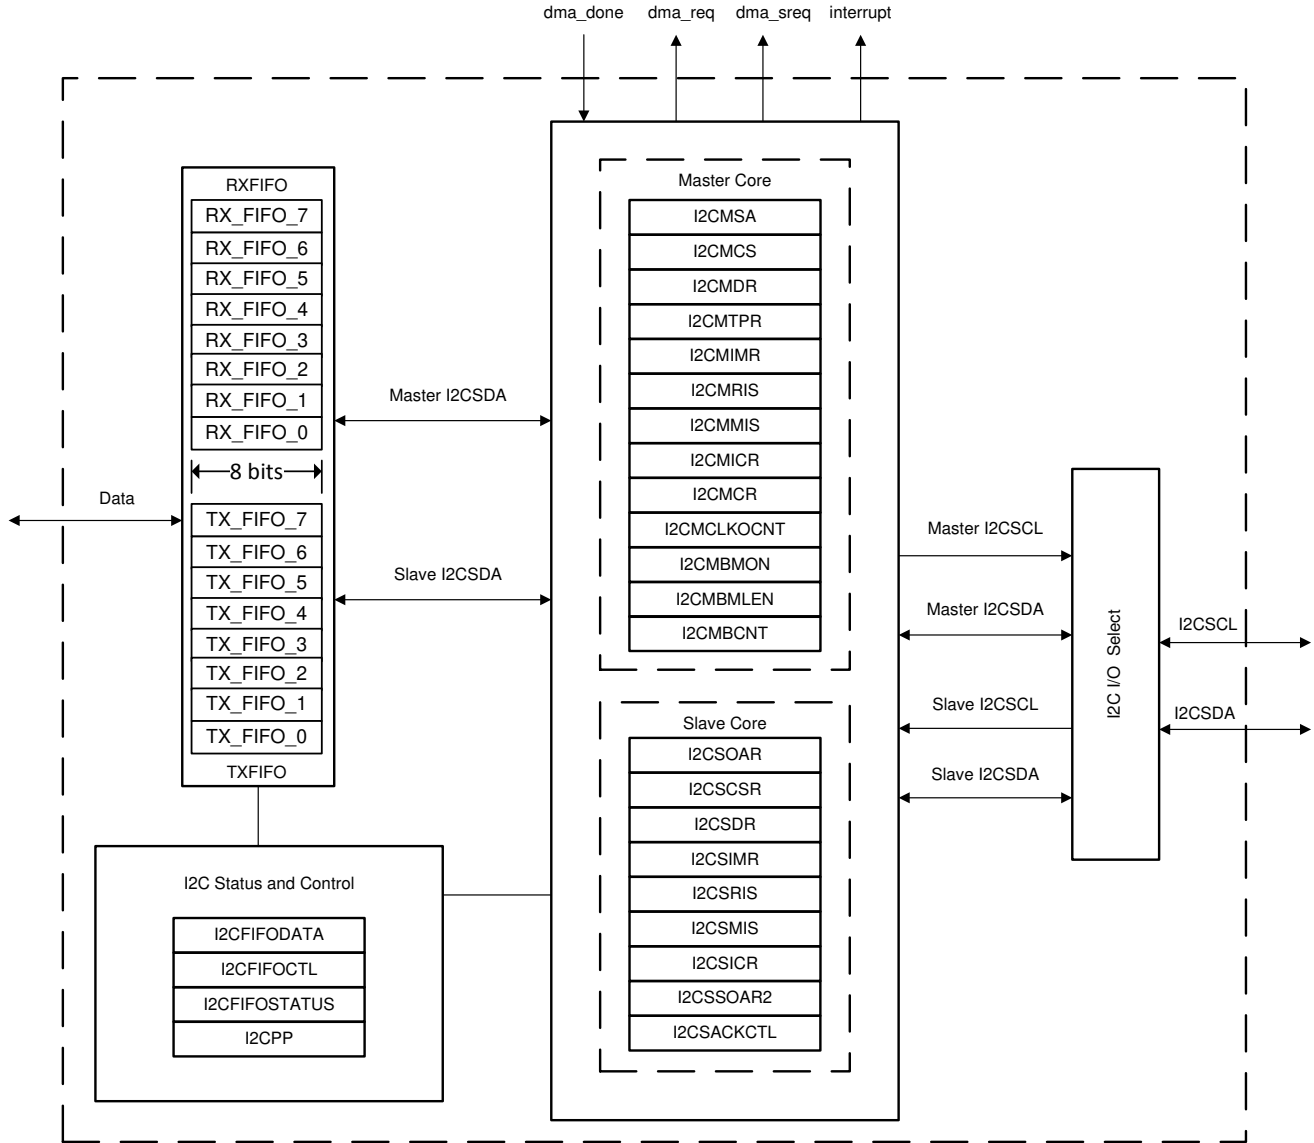 dma_done
dma_req
dma_sreq
interrupt
RXFIFO
RX_FIFO_7
RX_FIFO_6
RX_FIFO_5
RX_FIFO_4
RX_FIFO_3
RX_FIFO_2
RX_FIFO_1
RX_FIFO_0
8 bits
TX_FIFO_7
TX_FIFO_6
TX_FIFO_5
TX_FIFO_4
TX_FIFO_3
TX_FIFO_2
TX_FIFO_1
TX_FIFO_0
TXFIFO
Data
Master I2CSDA
Slave I2CSDA
I2C Status and Control
I2CFIFODATA
I2CFIFOCTL
I2CFIFOSTATUS
I2CPP
Master Core
I2CMSA
I2CMCS
I2CMDR
I2CMTPR
I2CMIMR
I2CMRIS
I2CMMIS
I2CMICR
I2CMCR
I2CMCLKOCNT
I2CMBMON
I2CMBMLEN
I2CMBCNT
Slave Core
I2CSOAR
I2CSCSR
I2CSDR
I2CSIMR
I2CSRIS
I2CSMIS
I2CSICR
I2CSSOAR2
I2CSACKCTL
Master I2CSCL
Master I2CSDA
Slave I2CSCL
Slave I2CSDA
I2C I/O Select
I2CSCL
I2CSDA